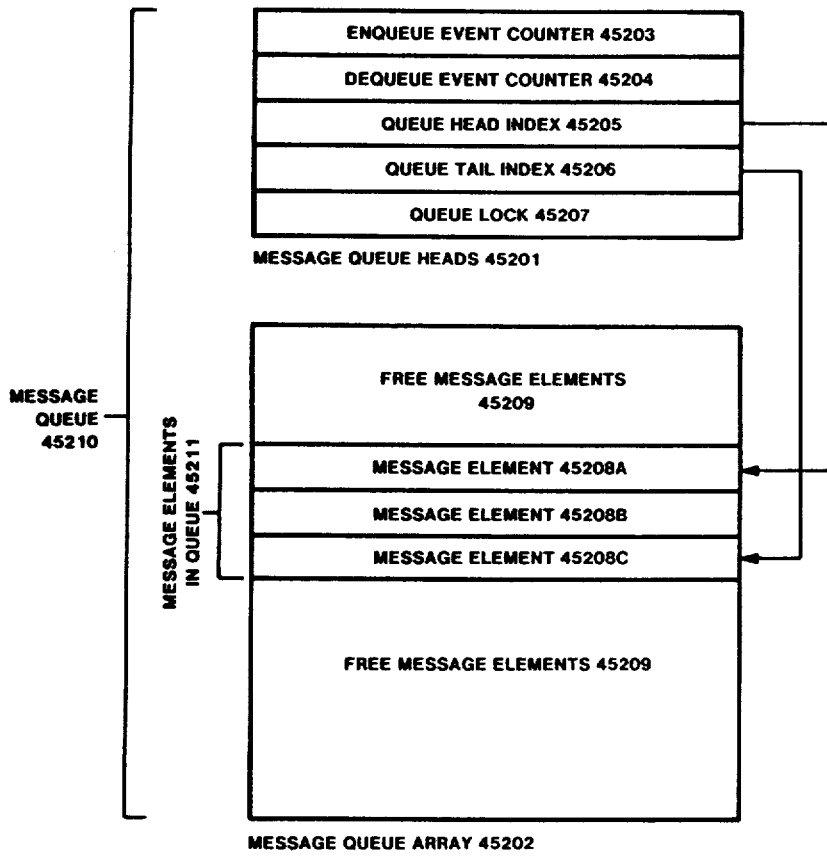 ENQUEUE EVENT COUNTER 45203
DEQUEUE EVENT COUNTER 45204
QUEUE HEAD INDEX 45205
QUEUE TAIL INDEX 45206
QUEUE LOCK 45207
MESSAGE QUEUE HEADS 45201
MESSAGE
QUEUE
45210
MESSAGE ELEMENTS
IN QUEUE 45211
FREE MESSAGE ELEMENTS
45209
MESSAGE ELEMENT 45208A
MESSAGE ELEMENT 45208B
MESSAGE ELEMENT 45208C
FREE MESSAGE ELEMENTS 45209
MESSAGE QUEUE ARRAY 45202